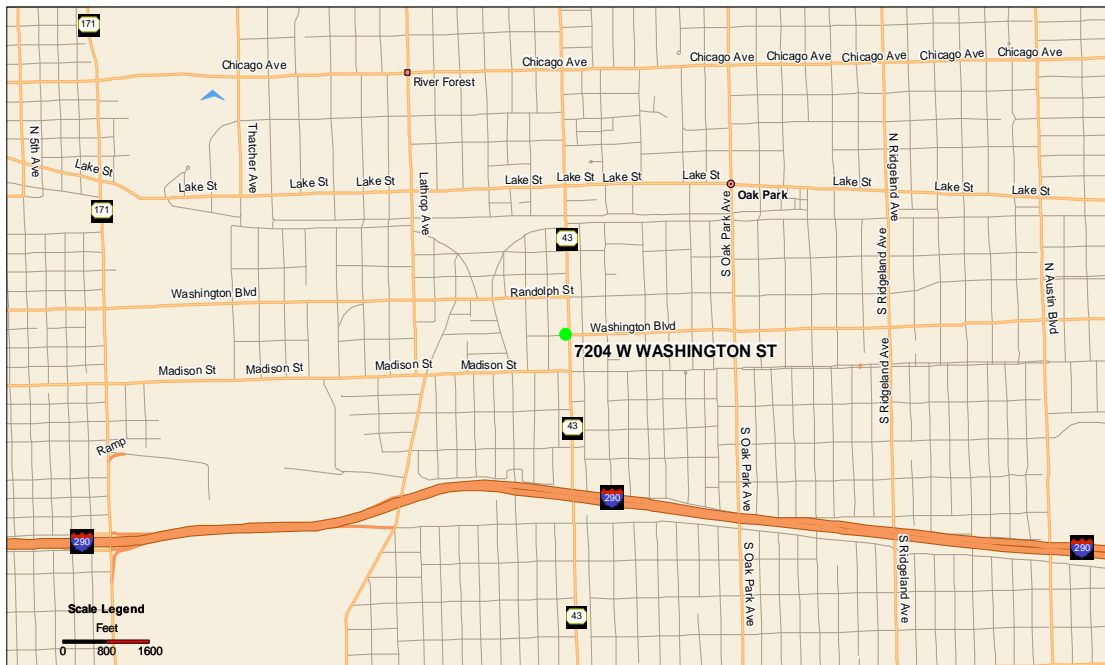 171
Chicago Ave
Chicago Ave
Chicago Ave
Chicago Ave
Chicago Ave
Chicago Ave
Chicago Ave
River Forest
N 5th Ave
Thatcher Ave
N Ridgeland Ave
Lake St
Lake St
Lake St
Lake St
Lake St
Lake St
Lake St
Lake St
Lake St
Lake St
Lake St
Lathrop Ave
Oak Park
S Oak Park Ave
171
43
S Ridgeland Ave
N Austin Blvd
Washington Blvd
Randolph St
Washington Blvd
7204 W WASHINGTON ST
Madison St
Madison St
Madison St
Madison St
S Ridgeland Ave
43
Ramp
S Oak Park Ave
290
290
290
S Oak Park Ave
S Ridgeland Ave
43
Scale Legend
Feet
0 800 1600